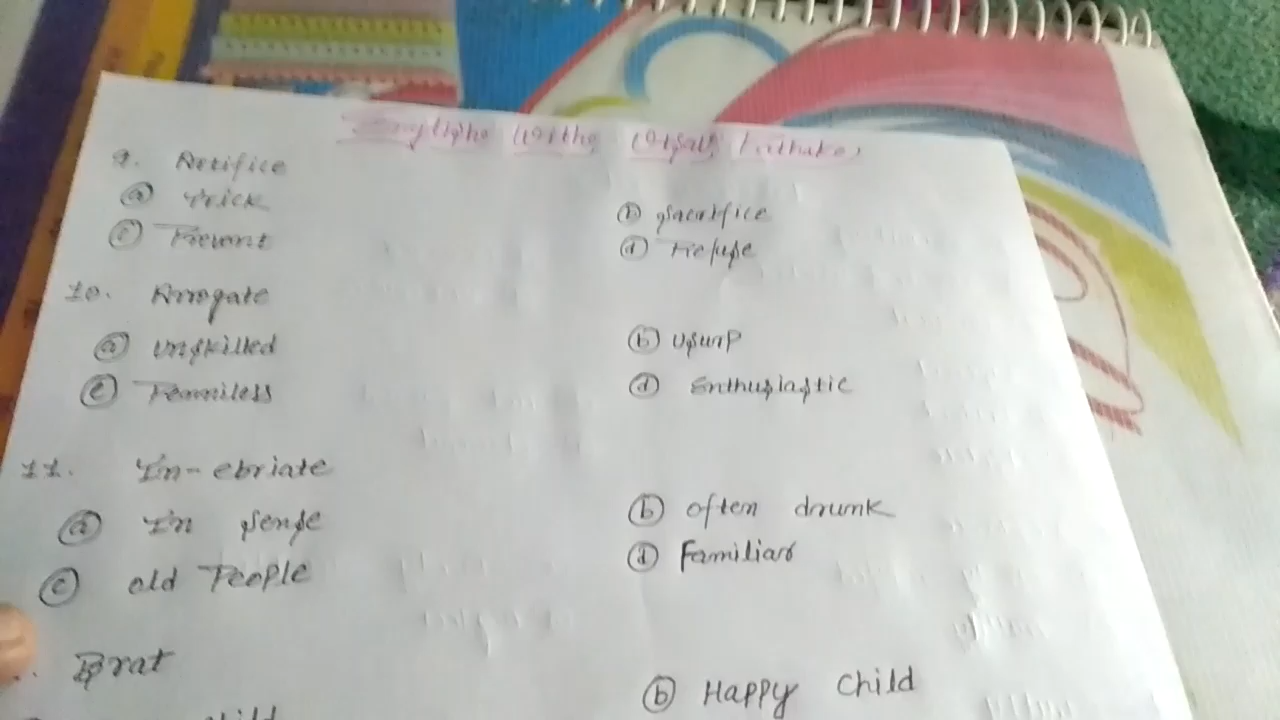 9. Artifice
ⓐ Trick ⓑ Sacrifice
ⓒ Prevent ⓓ Refuse
10. Arrogate
ⓐ Unskilled ⓑ Usurp
ⓒ Penniless ⓓ Enthusiastic
11. In-ebriate
ⓐ In sense ⓑ often drunk
ⓒ old People ⓓ Familiar
Brat
ⓑ Happy Child